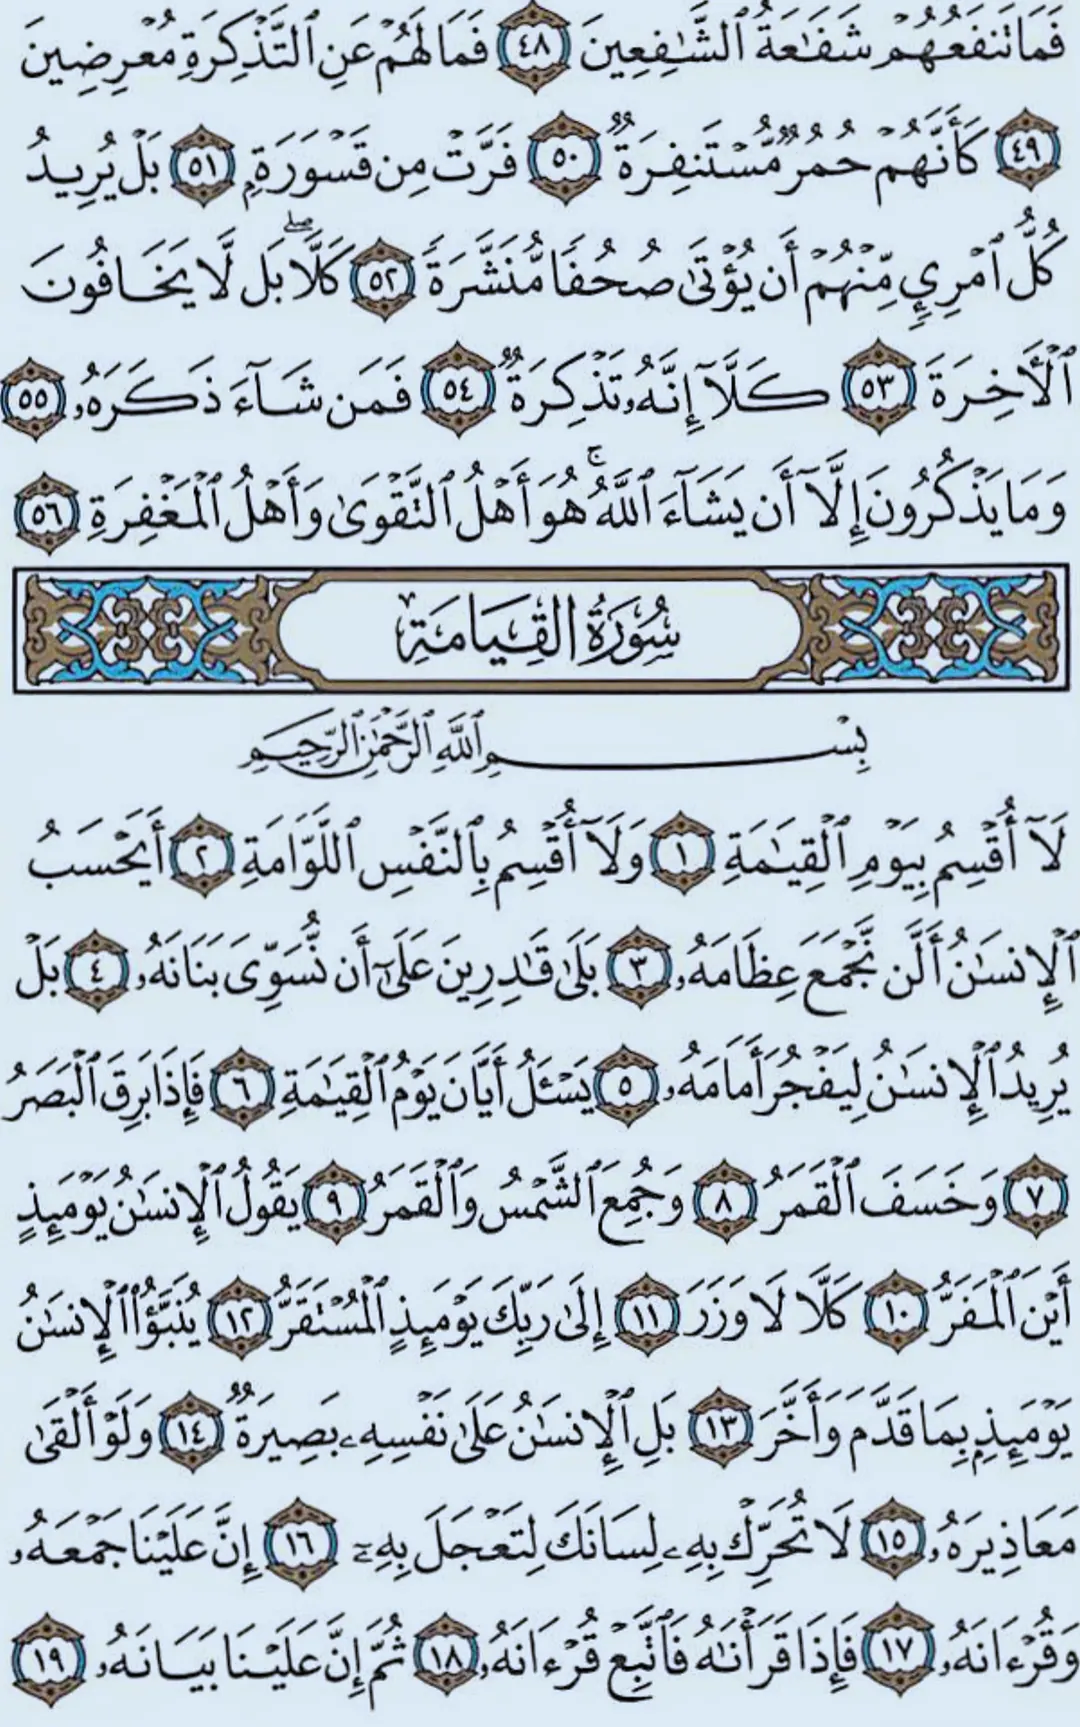 فَمَا تَنفَعُهُمْ شَفَٰعَةُ ٱلشَّٰفِعِينَ ٤٨ فَمَا لَهُمْ عَنِ ٱلتَّذْكِرَةِ مُعْرِضِينَ
٤٩ كَأَنَّهُمْ حُمُرٌ مُّسْتَنفِرَةٌ ٥٠ فَرَّتْ مِن قَسْوَرَةٍۭ ٥١ بَلْ يُرِيدُ
كُلُّ ٱمْرِئٍ مِّنْهُمْ أَن يُؤْتَىٰ صُحُفًا مُّنَشَّرَةً ٥٢ كَلَّاۖ بَل لَّا يَخَافُونَ
ٱلْأَخِرَةَ ٥٣ كَلَّآ إِنَّهُۥ تَذْكِرَةٌ ٥٤ فَمَن شَآءَ ذَكَرَهُۥ ٥٥
وَمَا يَذْكُرُونَ إِلَّآ أَن يَشَآءَ ٱللَّهُۚ هُوَ أَهْلُ ٱلتَّقْوَىٰ وَأَهْلُ ٱلْمَغْفِرَةِ ٥٦
سُورَةُ القِيَامَةِ
بِسْمِ ٱللَّهِ ٱلرَّحْمَٰنِ ٱلرَّحِيمِ
لَآ أُقْسِمُ بِيَوْمِ ٱلْقِيَٰمَةِ ١ وَلَآ أُقْسِمُ بِٱلنَّفْسِ ٱللَّوَّامَةِ ٢ أَيَحْسَبُ
ٱلْإِنسَٰنُ أَلَّن نَّجْمَعَ عِظَامَهُۥ ٣ بَلَىٰ قَٰدِرِينَ عَلَىٰٓ أَن نُّسَوِّىَ بَنَانَهُۥ ٤ بَلْ
يُرِيدُ ٱلْإِنسَٰنُ لِيَفْجُرَ أَمَامَهُۥ ٥ يَسْـَٔلُ أَيَّانَ يَوْمُ ٱلْقِيَٰمَةِ ٦ فَإِذَا بَرِقَ ٱلْبَصَرُ
٧ وَخَسَفَ ٱلْقَمَرُ ٨ وَجُمِعَ ٱلشَّمْسُ وَٱلْقَمَرُ ٩ يَقُولُ ٱلْإِنسَٰنُ يَوْمَئِذٍ
أَيْنَ ٱلْمَفَرُّ ١٠ كَلَّا لَا وَزَرَ ١١ إِلَىٰ رَبِّكَ يَوْمَئِذٍ ٱلْمُسْتَقَرُّ ١٢ يُنَبَّؤُا۟ ٱلْإِنسَٰنُ
يَوْمَئِذٍۭ بِمَا قَدَّمَ وَأَخَّرَ ١٣ بَلِ ٱلْإِنسَٰنُ عَلَىٰ نَفْسِهِۦ بَصِيرَةٌ ١٤ وَلَوْ أَلْقَىٰ
مَعَاذِيرَهُۥ ١٥ لَا تُحَرِّكْ بِهِۦ لِسَانَكَ لِتَعْجَلَ بِهِۦٓ ١٦ إِنَّ عَلَيْنَا جَمْعَهُۥ
وَقُرْءَانَهُۥ ١٧ فَإِذَا قَرَأْنَٰهُ فَٱتَّبِعْ قُرْءَانَهُۥ ١٨ ثُمَّ إِنَّ عَلَيْنَا بَيَانَهُۥ ١٩